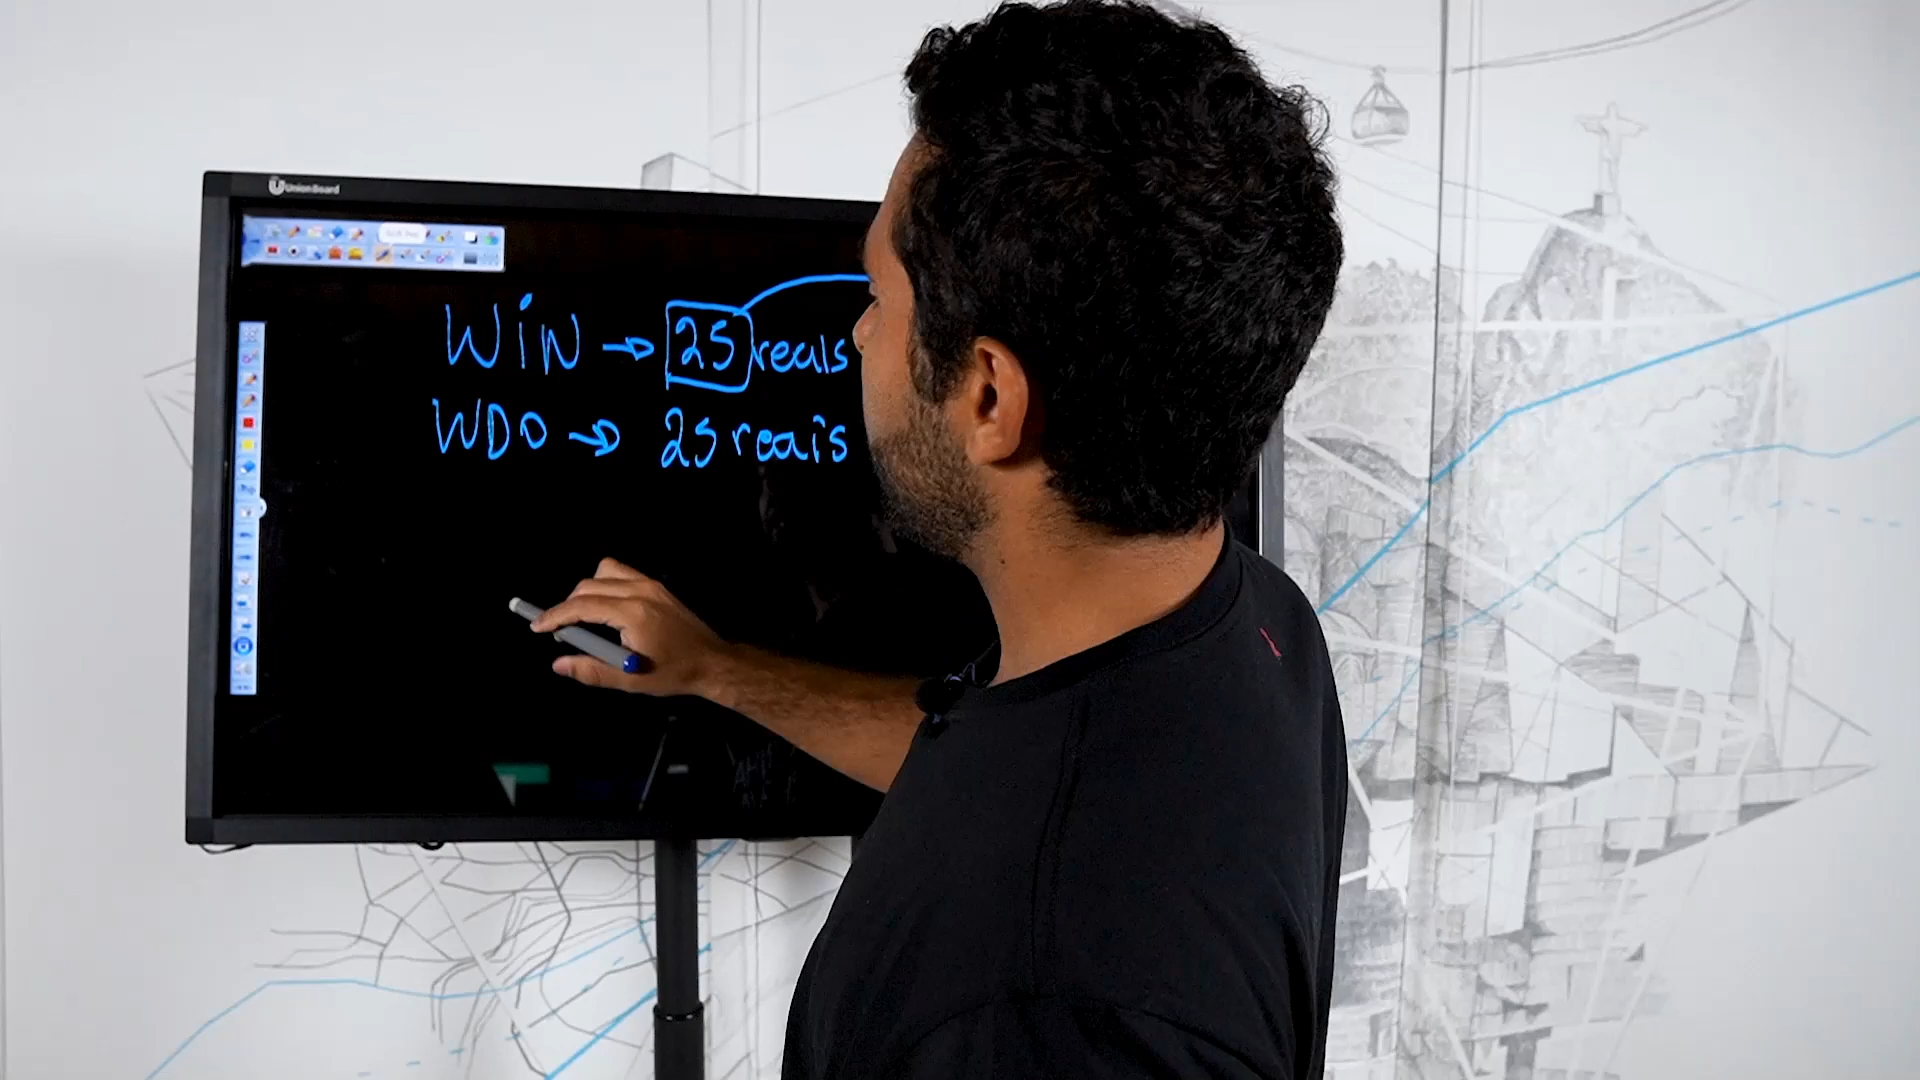 UnionBoard
WiN → 25 reais
WDO → 25 reais